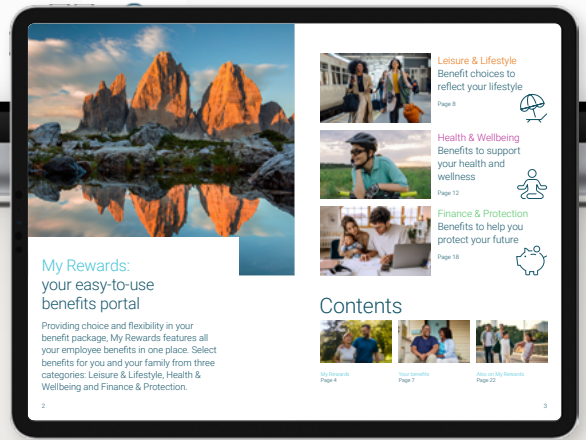 My Rewards:
your easy-to-use
benefits portal
Providing choice and flexibility in your
benefit package, My Rewards features all
your employee benefits in one place. Select
benefits for you and your family from three
categories: Leisure & Lifestyle, Health &
Wellbeing and Finance & Protection.
2
Leisure & Lifestyle
Benefit choices to
reflect your lifestyle
Page 8
Health & Wellbeing
Benefits to support
your health and
wellness
Page 12
Finance & Protection
Benefits to help you
protect your future
Page 18
Contents
My Rewards
Page 4
Your benefits
Page 7
Also on My Rewards
Page 22
3